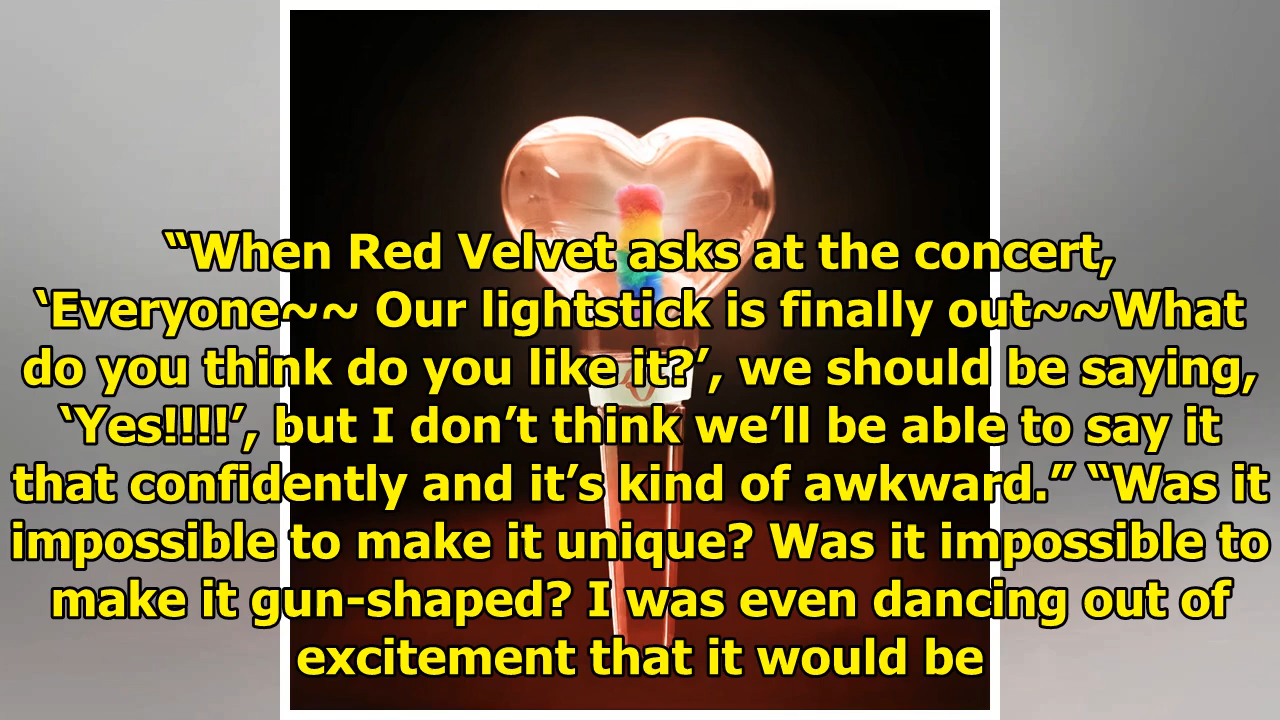 “When Red Velvet asks at the concert,
‘Everyone~~ Our lightstick is finally out~~What
do you think do you like it?’, we should be saying,
‘Yes!!!!’, but I don’t think we’ll be able to say it
that confidently and it’s kind of awkward.” “Was it
impossible to make it unique? Was it impossible to
make it gun-shaped? I was even dancing out of
excitement that it would be